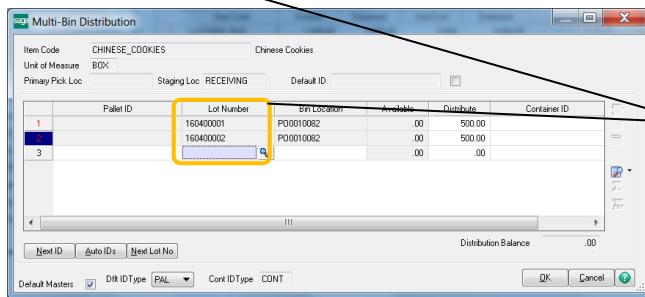 sage Multi-Bin Distribution
Item Code CHINESE_COOKIES Chinese Cookies
Unit of Measure BOX
Primary Pick Loc Staging Loc RECEIVING Default ID
Pallet ID Lot Number Bin Location Available Distribute Container ID
1 160400001 PO0010082 .00 500.00
2 160400002 PO0010082 .00 500.00
3 .00 .00
Next ID Auto IDs Next Lot No Distribution Balance .00
Default Masters Dflt IDType PAL Cont IDType CONT OK Cancel